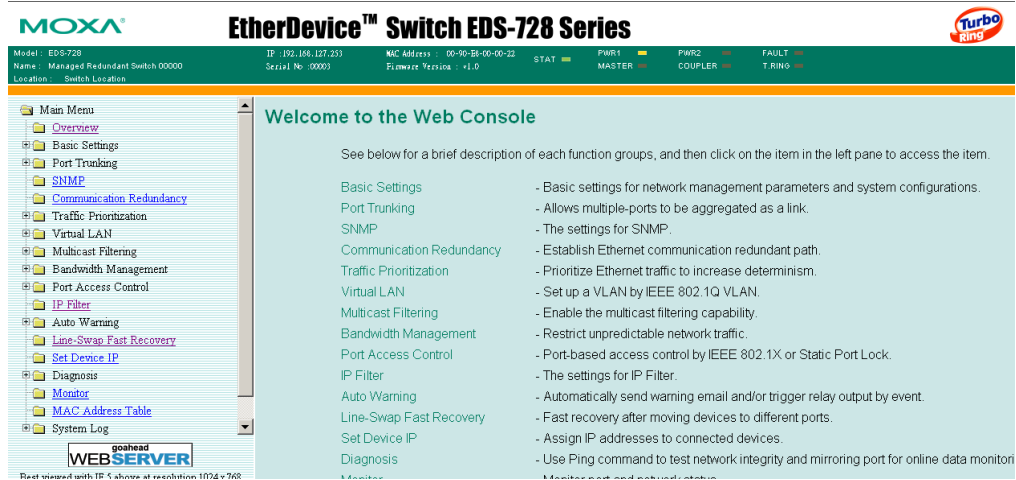 MOXA
EtherDevice™ Switch EDS-728 Series
Turbo Ring
Model : EDS-728
Name : Managed Redundant Switch 00000
Location : Switch Location
IP :192.168.127.253
Serial No :00003
MAC Address : 00-90-E8-00-00-22
Firmware Version : v1.0
STAT
PWR1
MASTER
PWR2
COUPLER
FAULT
T.RING
Main Menu
Overview
Basic Settings
Port Trunking
SNMP
Communication Redundancy
Traffic Prioritization
Virtual LAN
Multicast Filtering
Bandwidth Management
Port Access Control
IP Filter
Auto Warning
Line-Swap Fast Recovery
Set Device IP
Diagnosis
Monitor
MAC Address Table
System Log
goahead
WEBSERVER
Best viewed with IE 5 above at resolution 1024 x 768
Welcome to the Web Console
See below for a brief description of each function groups, and then click on the item in the left pane to access the item.
Basic Settings - Basic settings for network management parameters and system configurations.
Port Trunking - Allows multiple-ports to be aggregated as a link.
SNMP - The settings for SNMP.
Communication Redundancy - Establish Ethernet communication redundant path.
Traffic Prioritization - Prioritize Ethernet traffic to increase determinism.
Virtual LAN - Set up a VLAN by IEEE 802.1Q VLAN.
Multicast Filtering - Enable the multicast filtering capability.
Bandwidth Management - Restrict unpredictable network traffic.
Port Access Control - Port-based access control by IEEE 802.1X or Static Port Lock.
IP Filter - The settings for IP Filter.
Auto Warning - Automatically send warning email and/or trigger relay output by event.
Line-Swap Fast Recovery - Fast recovery after moving devices to different ports.
Set Device IP - Assign IP addresses to connected devices.
Diagnosis - Use Ping command to test network integrity and mirroring port for online data monitori
Monitor - Monitor port and network status